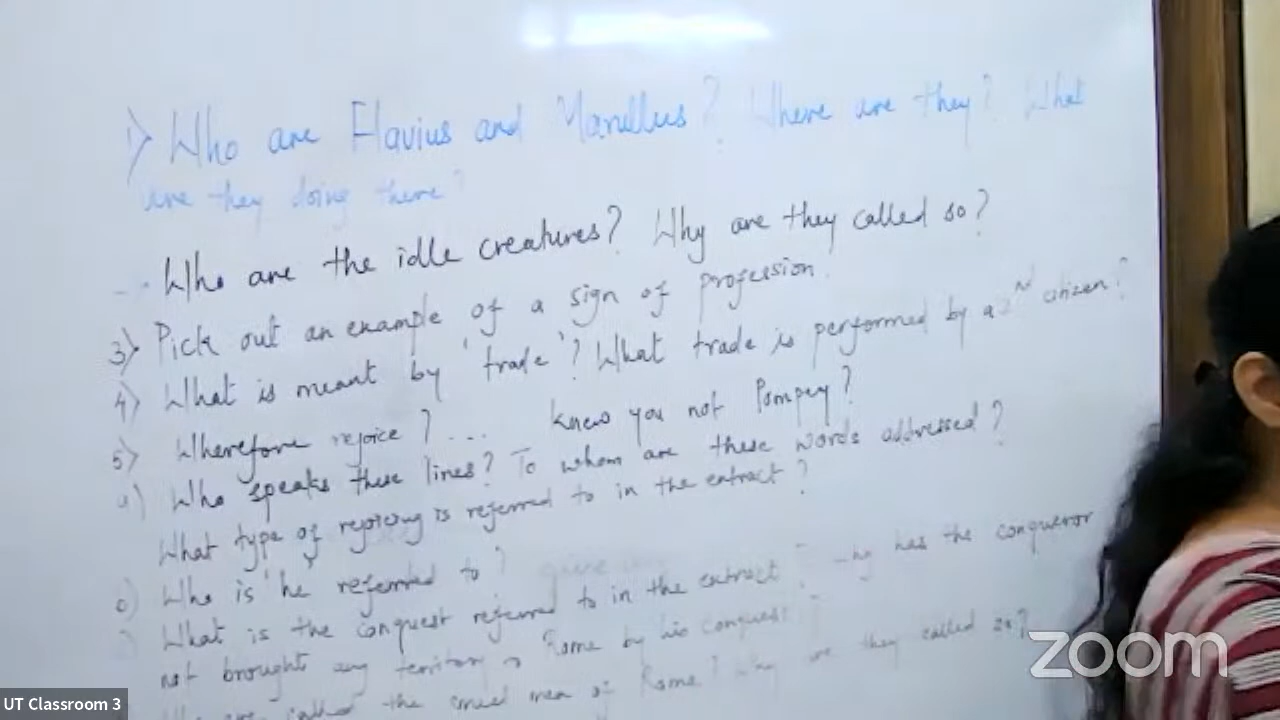 1) Who are Flavius and Marullus? Where are they? What
are they doing there?
Who are the idle creatures? Why are they called so?
3) Pick out an example of a sign of profession.
4) What is meant by 'trade'? What trade is performed by a 2nd citizen?
5) Wherefore rejoice? ... knew you not Pompey?
a) Who speaks these lines? To whom are these words addressed?
What type of rejoicing is referred to in the extract?
c) Who is 'he' referred to?
What is the conquest referred to in the extract? has the conqueror
not brought any territory Rome by his conquest?
called the cruel men of Rome? Why are they called so?
zoom
UT Classroom 3